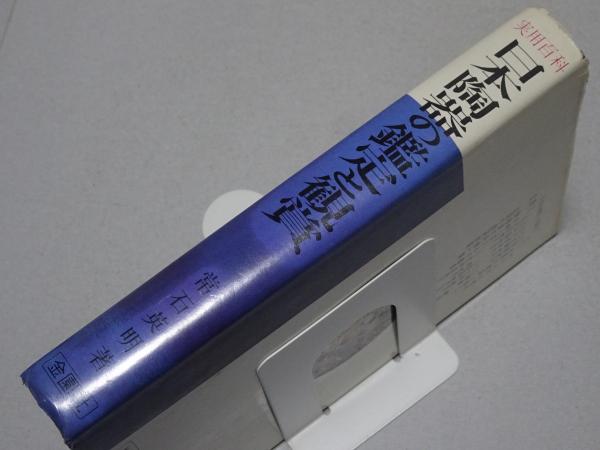 実用百科
日本陶器の鑑定と観賞
常石英明著
金園社